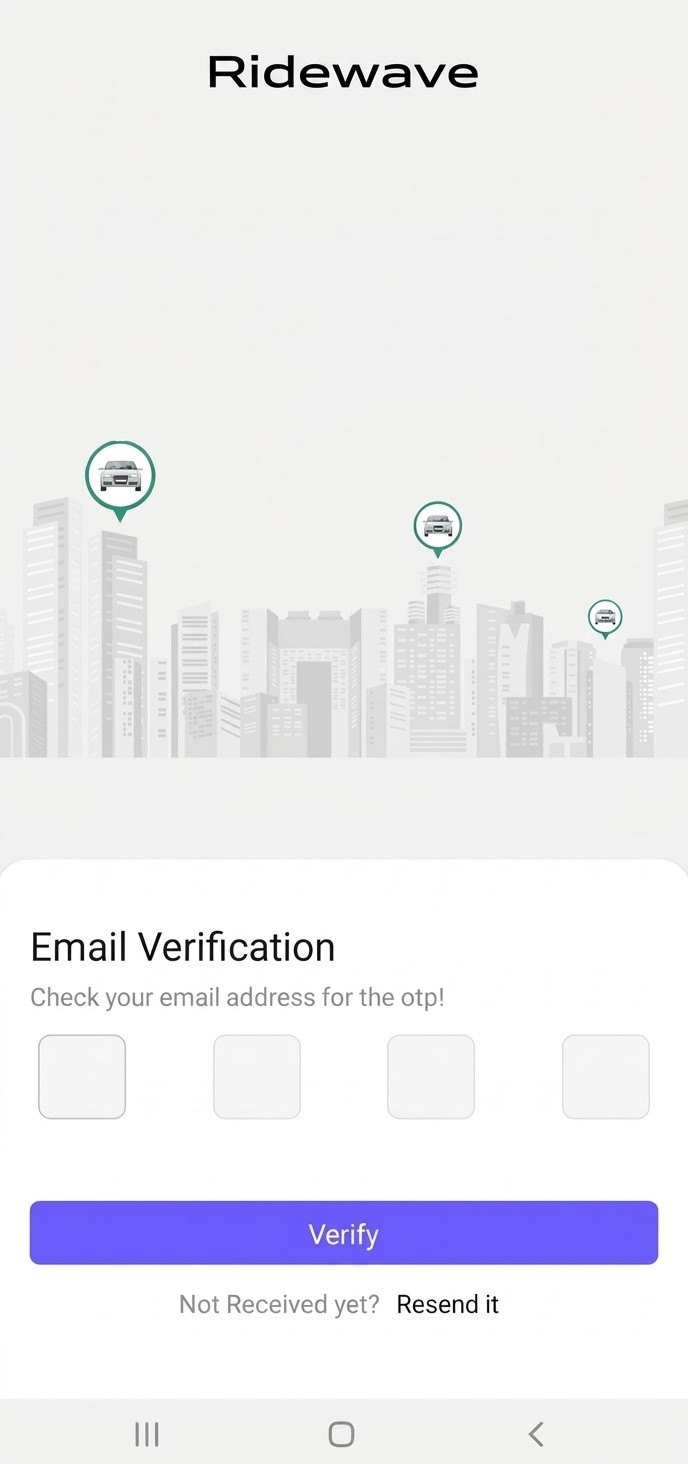 Ridewave
Email Verification
Check your email address for the otp!
Verify
Not Received yet? Resend it